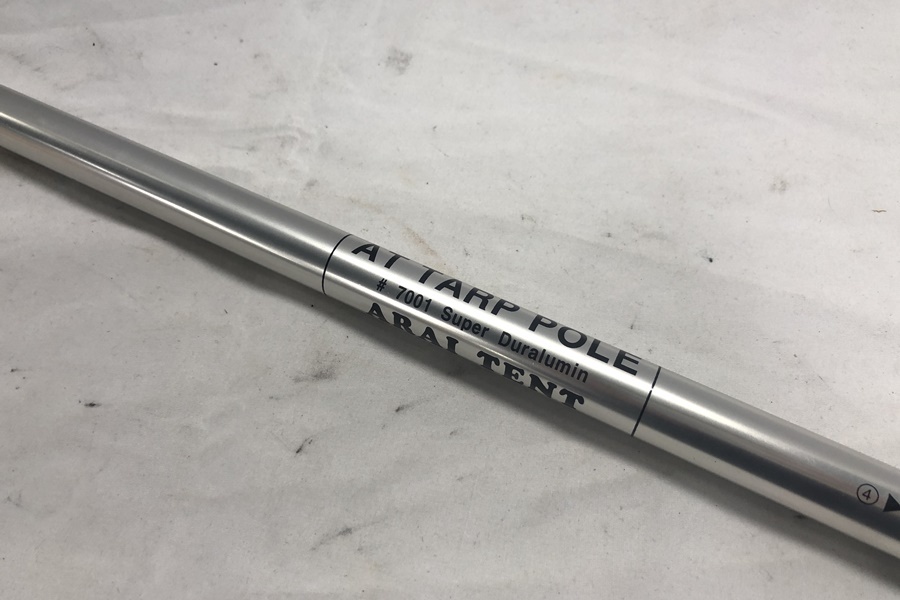 AT TARP POLE
# 7001 Super Duralumin
ARAI TENT
④ ▶